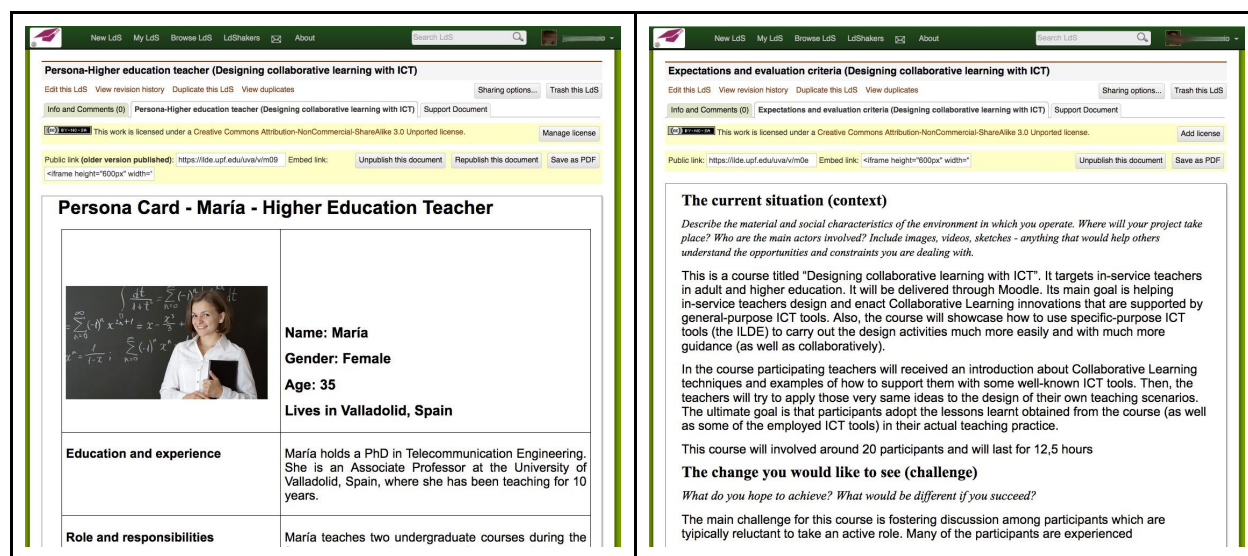 New LdS My LdS Browse LdS LdShakers About Search LdS
Persona-Higher education teacher (Designing collaborative learning with ICT)
Edit this LdS View revision history Duplicate this LdS View duplicates Sharing options... Trash this LdS
Info and Comments (0) Persona-Higher education teacher (Designing collaborative learning with ICT) Support Document
BY-NC-SA This work is licensed under a Creative Commons Attribution-NonCommercial-ShareAlike 3.0 Unported license. Manage license
Public link (older version published): https://ilde.upf.edu/uva/v/m09 Embed link: Unpublish this document Republish this document Save as PDF
<iframe height="600px" width="
Persona Card - María - Higher Education Teacher
Name: María
Gender: Female
Age: 35
Lives in Valladolid, Spain
Education and experience
María holds a PhD in Telecommunication Engineering.
She is an Associate Professor at the University of
Valladolid, Spain, where she has been teaching for 10
years.
Role and responsibilities
María teaches two undergraduate courses during the
New LdS My LdS Browse LdS LdShakers About Search LdS
Expectations and evaluation criteria (Designing collaborative learning with ICT)
Edit this LdS View revision history Duplicate this LdS View duplicates Sharing options... Trash this LdS
Info and Comments (0) Expectations and evaluation criteria (Designing collaborative learning with ICT) Support Document
BY-NC-SA This work is licensed under a Creative Commons Attribution-NonCommercial-ShareAlike 3.0 Unported license. Add license
Public link: https://ilde.upf.edu/uva/v/m0e Embed link: <iframe height="600px" width=" Unpublish this document Save as PDF
The current situation (context)
Describe the material and social characteristics of the environment in which you operate. Where will your project take
place? Who are the main actors involved? Include images, videos, sketches - anything that would help others
understand the opportunities and constraints you are dealing with.
This is a course titled “Designing collaborative learning with ICT”. It targets in-service teachers
in adult and higher education. It will be delivered through Moodle. Its main goal is helping
in-service teachers design and enact Collaborative Learning innovations that are supported by
general-purpose ICT tools. Also, the course will showcase how to use specific-purpose ICT
tools (the ILDE) to carry out the design activities much more easily and with much more
guidance (as well as collaboratively).
In the course participating teachers will received an introduction about Collaborative Learning
techniques and examples of how to support them with some well-known ICT tools. Then, the
teachers will try to apply those very same ideas to the design of their own teaching scenarios.
The ultimate goal is that participants adopt the lessons learnt obtained from the course (as well
as some of the employed ICT tools) in their actual teaching practice.
This course will involved around 20 participants and will last for 12,5 hours
The change you would like to see (challenge)
What do you hope to achieve? What would be different if you succeed?
The main challenge for this course is fostering discussion among participants which are
tyipically reluctant to take an active role. Many of the participants are experienced